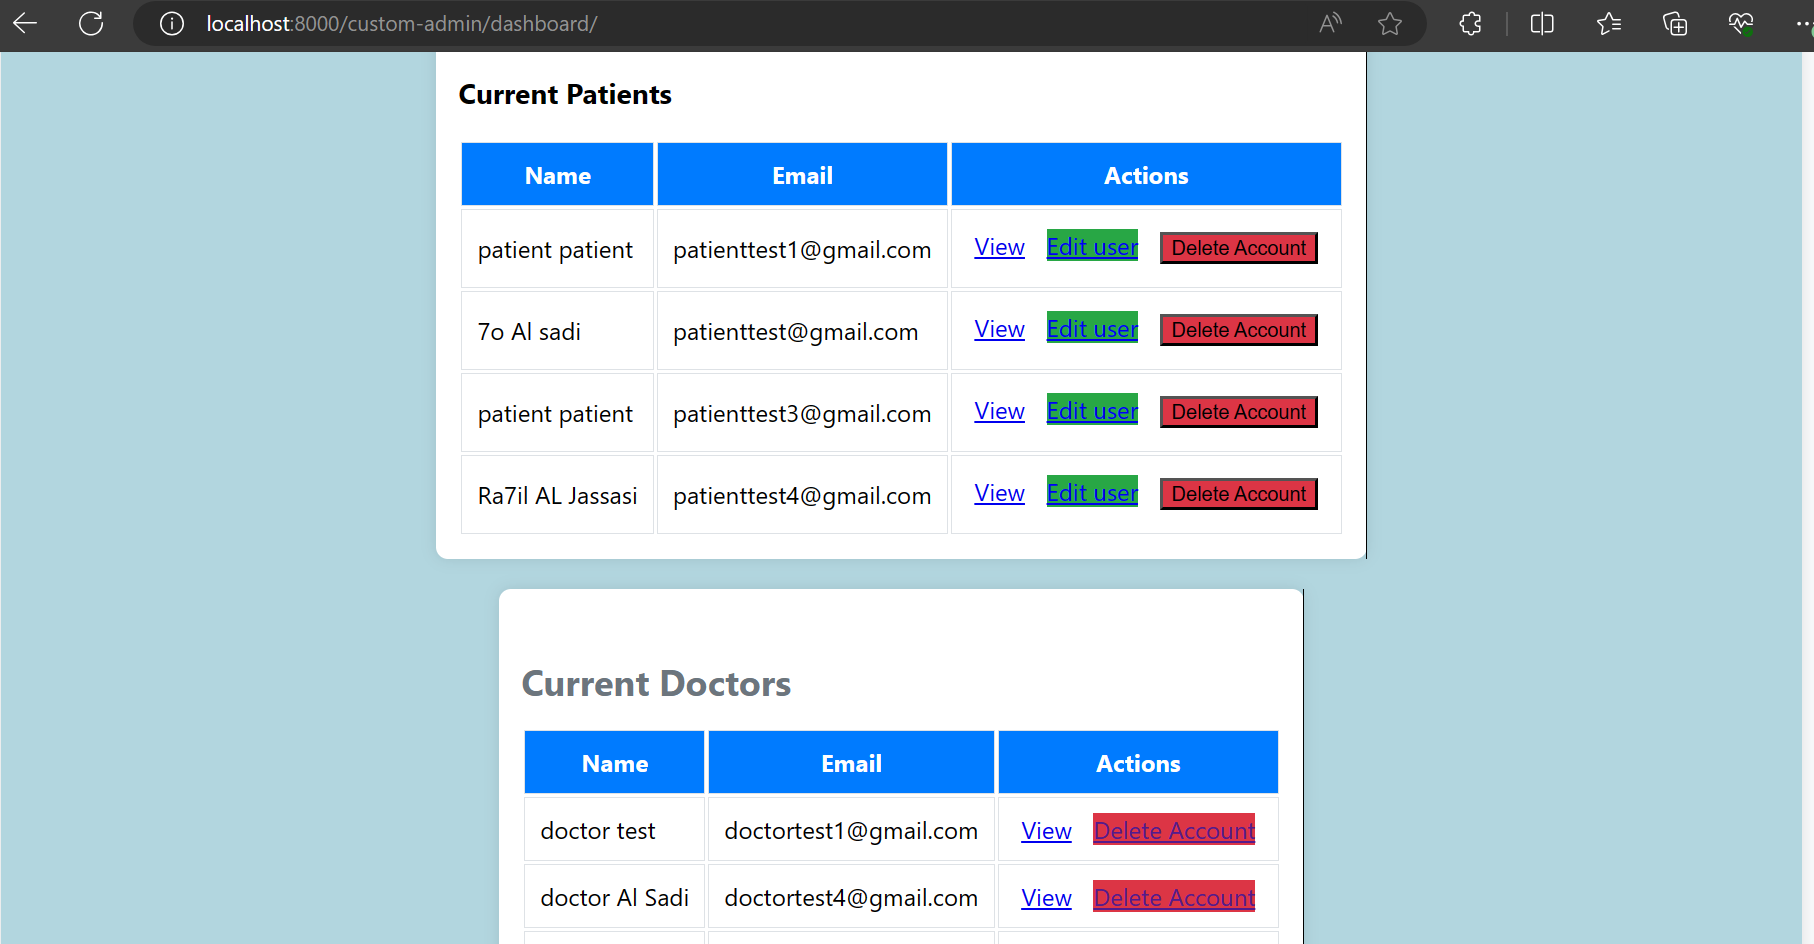 localhost:8000/custom-admin/dashboard/
Current Patients
Name Email Actions
patient patient patienttest1@gmail.com View Edit user Delete Account
7o Al sadi patienttest@gmail.com View Edit user Delete Account
patient patient patienttest3@gmail.com View Edit user Delete Account
Ra7il AL Jassasi patienttest4@gmail.com View Edit user Delete Account
Current Doctors
Name Email Actions
doctor test doctortest1@gmail.com View Delete Account
doctor Al Sadi doctortest4@gmail.com View Delete Account